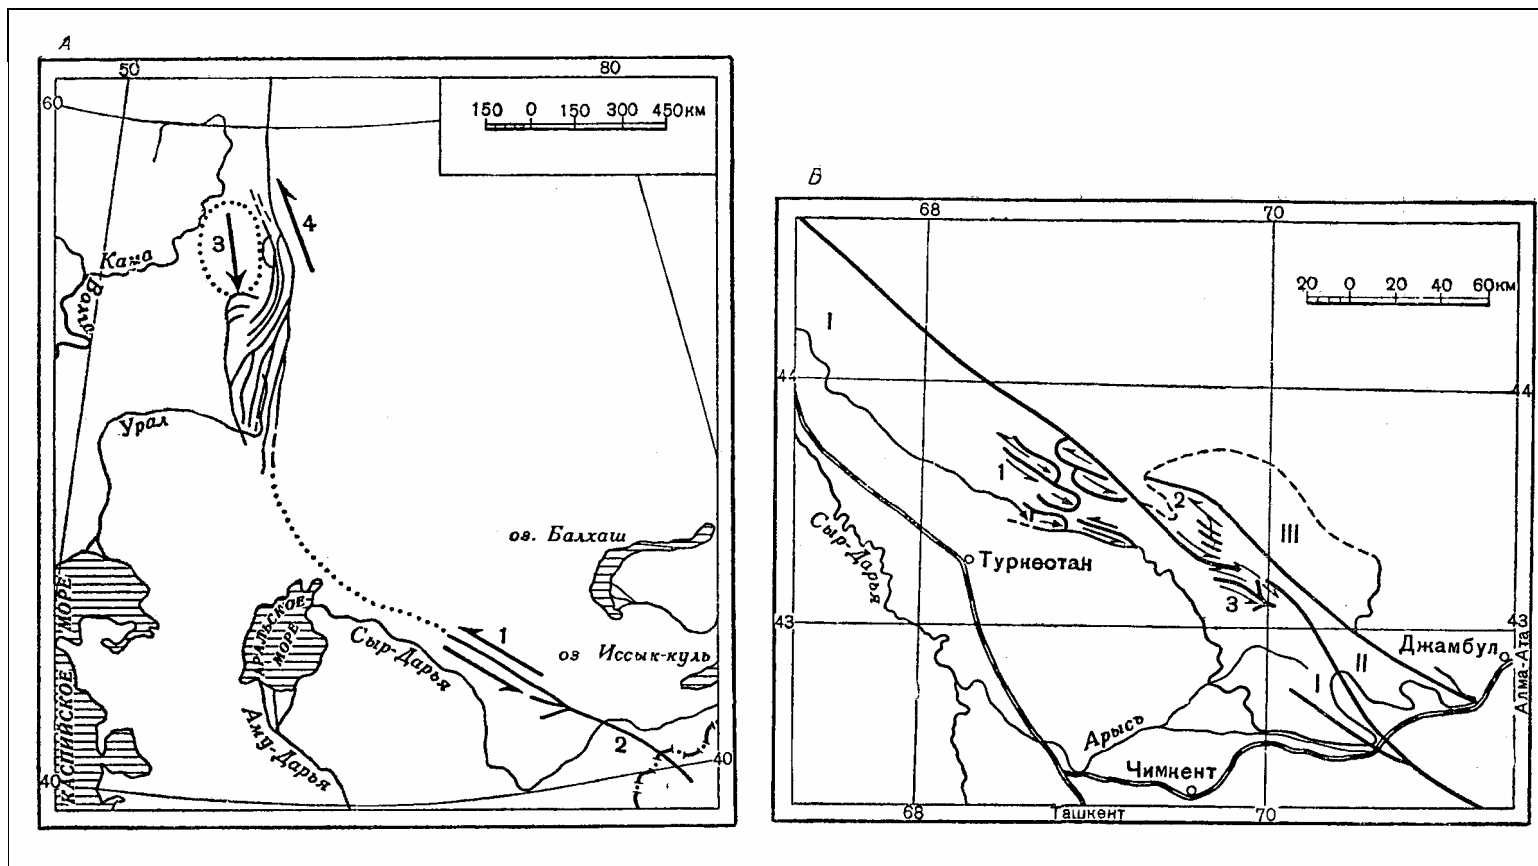 А
50 80
60
150 0 150 300 450км
4
3
Кама
Волга
Урал
оз. Балхаш
МОРЕ
АРАЛЬСКОЕ
МОРЕ
1
Сыр-Дарья
оз Иссык-куль
КАСПИЙСКОЕ
Аму-Дарья
2
40 40
Б
68 70
20 0 20 40 60км
I
44 44
1
2
III
Сыр-Дарья
Туркеотан
3
43 43
Джамбул
II
I
Алма-Ата
Арысь
Чимкент
68 Ташкент 70